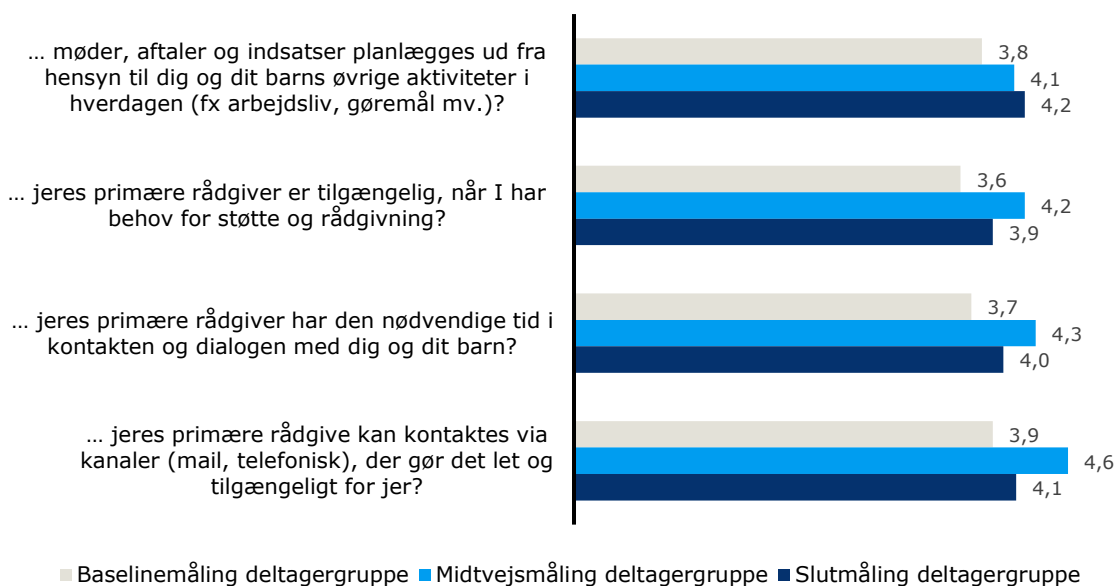 … møder, aftaler og indsatser planlægges ud fra
hensyn til dig og dit barns øvrige aktiviteter i
hverdagen (fx arbejdsliv, gøremål mv.)?
3,8
4,1
4,2
… jeres primære rådgiver er tilgængelig, når I har
behov for støtte og rådgivning?
3,6
4,2
3,9
… jeres primære rådgiver har den nødvendige tid i
kontakten og dialogen med dig og dit barn?
3,7
4,3
4,0
… jeres primære rådgive kan kontaktes via
kanaler (mail, telefonisk), der gør det let og
tilgængeligt for jer?
3,9
4,6
4,1
Baselinemåling deltagergruppe Midtvejsmåling deltagergruppe Slutmåling deltagergruppe